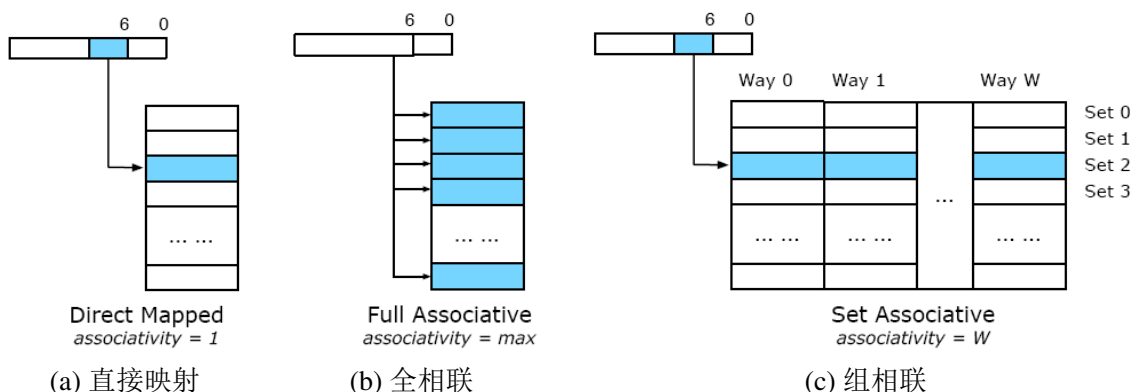 6 0
6 0
6 0
Way 0 Way 1 Way W
Set 0
Set 1
Set 2
Set 3
...
... ...
... ...
... ... ... ... ... ...
Direct Mapped
associativity = 1
Full Associative
associativity = max
Set Associative
associativity = W
(a) 直接映射
(b) 全相联
(c) 组相联